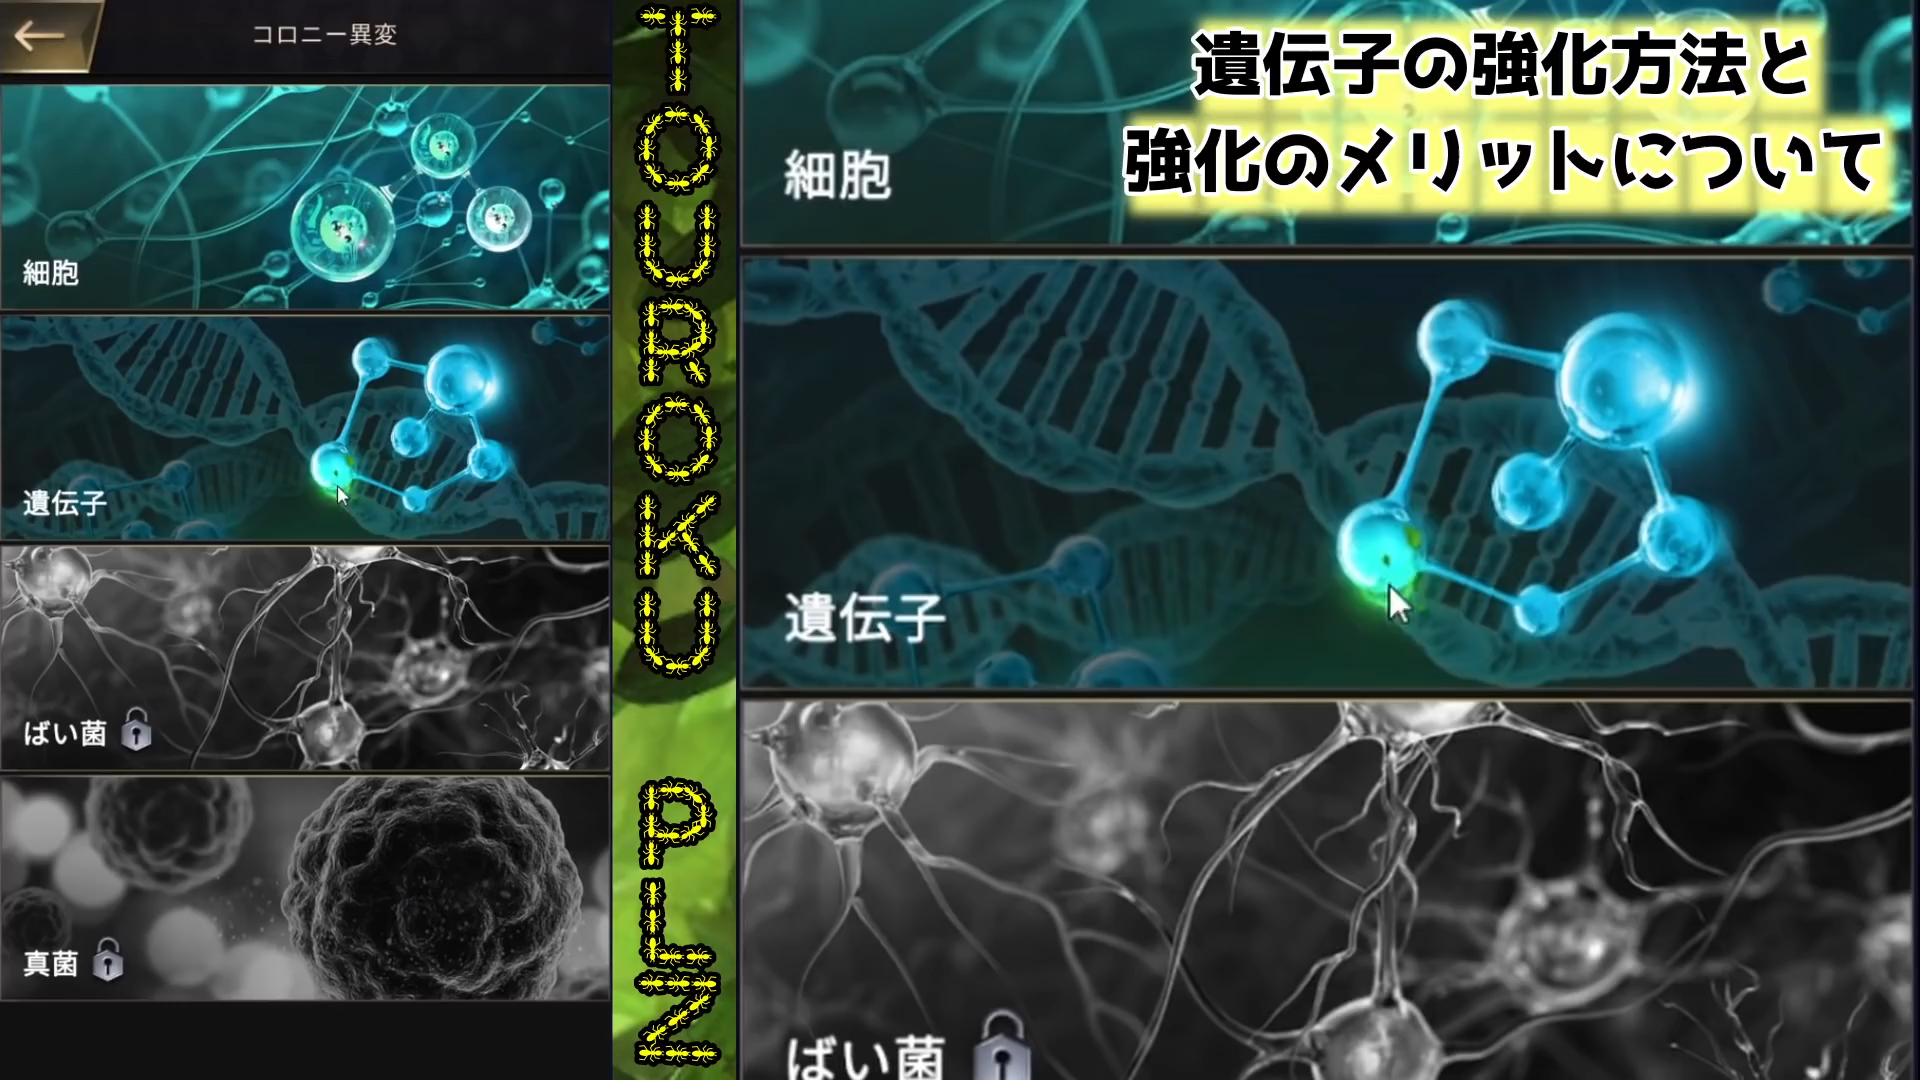 コロニー異変
細胞
遺伝子
ばい菌
真菌
TOUROKU PLZ
遺伝子の強化方法と
強化のメリットについて
細胞
遺伝子
ばい菌